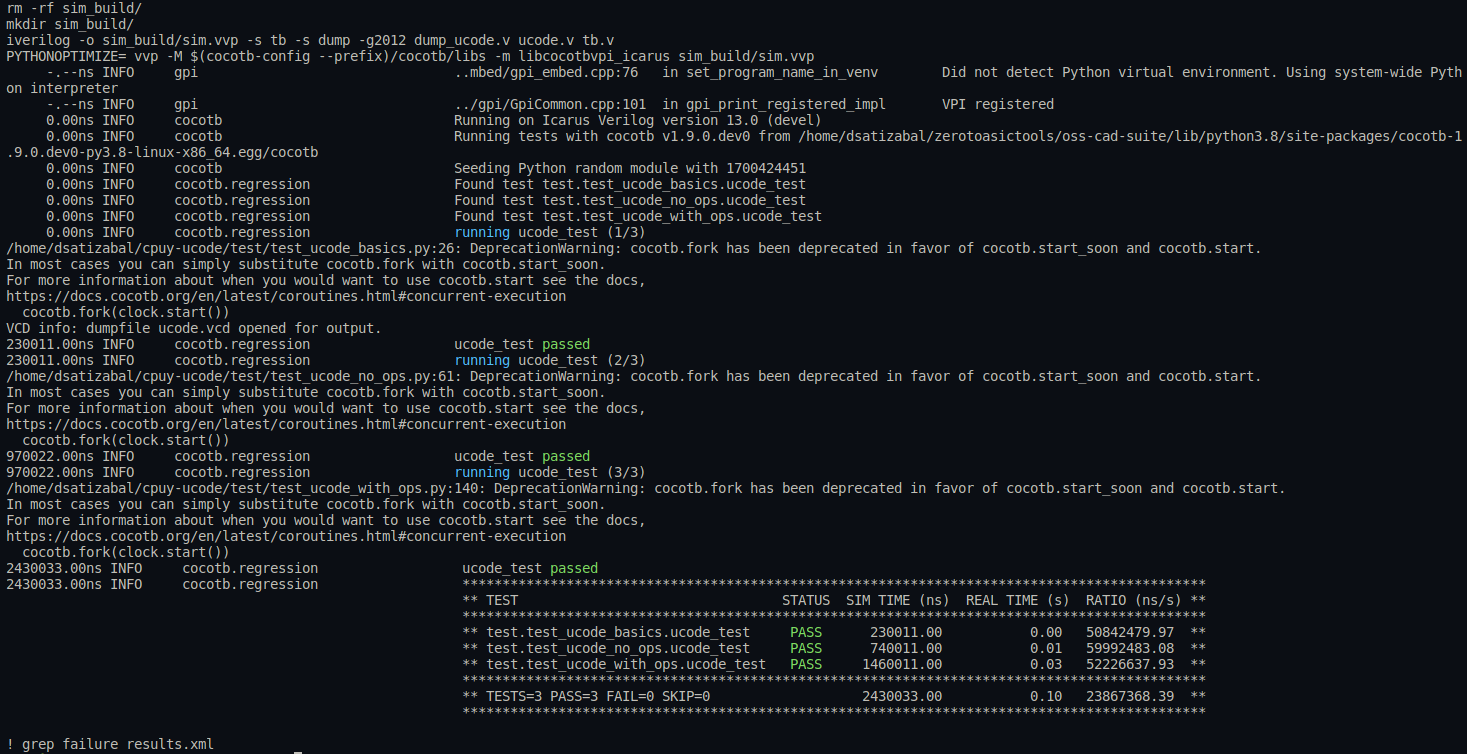 rm -rf sim_build/
mkdir sim_build/
iverilog -o sim_build/sim.vvp -s tb -s dump -g2012 dump_ucode.v ucode.v tb.v
PYTHONOPTIMIZE= vvp -M $(cocotb-config --prefix)/cocotb/libs -m libcocotbvpi_icarus sim_build/sim.vvp
     -.--ns INFO     gpi                                ..mbed/gpi_embed.cpp:76   in set_program_name_in_venv        Did not detect Python virtual environment. Using system-wide Pyth
on interpreter
     -.--ns INFO     gpi                                ../gpi/GpiCommon.cpp:101  in gpi_print_registered_impl       VPI registered
     0.00ns INFO     cocotb                             Running on Icarus Verilog version 13.0 (devel)
     0.00ns INFO     cocotb                             Running tests with cocotb v1.9.0.dev0 from /home/dsatizabal/zerotoasictools/oss-cad-suite/lib/python3.8/site-packages/cocotb-1
.9.0.dev0-py3.8-linux-x86_64.egg/cocotb
     0.00ns INFO     cocotb                             Seeding Python random module with 1700424451
     0.00ns INFO     cocotb.regression                  Found test test.test_ucode_basics.ucode_test
     0.00ns INFO     cocotb.regression                  Found test test.test_ucode_no_ops.ucode_test
     0.00ns INFO     cocotb.regression                  Found test test.test_ucode_with_ops.ucode_test
     0.00ns INFO     cocotb.regression                  running ucode_test (1/3)
/home/dsatizabal/cpuy-ucode/test/test_ucode_basics.py:26: DeprecationWarning: cocotb.fork has been deprecated in favor of cocotb.start_soon and cocotb.start.
In most cases you can simply substitute cocotb.fork with cocotb.start_soon.
For more information about when you would want to use cocotb.start see the docs,
https://docs.cocotb.org/en/latest/coroutines.html#concurrent-execution
  cocotb.fork(clock.start())
VCD info: dumpfile ucode.vcd opened for output.
230011.00ns INFO     cocotb.regression                  ucode_test passed
230011.00ns INFO     cocotb.regression                  running ucode_test (2/3)
/home/dsatizabal/cpuy-ucode/test/test_ucode_no_ops.py:61: DeprecationWarning: cocotb.fork has been deprecated in favor of cocotb.start_soon and cocotb.start.
In most cases you can simply substitute cocotb.fork with cocotb.start_soon.
For more information about when you would want to use cocotb.start see the docs,
https://docs.cocotb.org/en/latest/coroutines.html#concurrent-execution
  cocotb.fork(clock.start())
970022.00ns INFO     cocotb.regression                  ucode_test passed
970022.00ns INFO     cocotb.regression                  running ucode_test (3/3)
/home/dsatizabal/cpuy-ucode/test/test_ucode_with_ops.py:140: DeprecationWarning: cocotb.fork has been deprecated in favor of cocotb.start_soon and cocotb.start.
In most cases you can simply substitute cocotb.fork with cocotb.start_soon.
For more information about when you would want to use cocotb.start see the docs,
https://docs.cocotb.org/en/latest/coroutines.html#concurrent-execution
  cocotb.fork(clock.start())
2430033.00ns INFO     cocotb.regression                  ucode_test passed
2430033.00ns INFO     cocotb.regression                  *********************************************************************************************
                                                         ** TEST                                 STATUS  SIM TIME (ns)  REAL TIME (s)  RATIO (ns/s) **
                                                         *********************************************************************************************
                                                         ** test.test_ucode_basics.ucode_test     PASS      230011.00           0.00   50842479.97  **
                                                         ** test.test_ucode_no_ops.ucode_test     PASS      740011.00           0.01   59992483.08  **
                                                         ** test.test_ucode_with_ops.ucode_test   PASS     1460011.00           0.03   52226637.93  **
                                                         *********************************************************************************************
                                                         ** TESTS=3 PASS=3 FAIL=0 SKIP=0                   2430033.00           0.10   23867368.39  **
                                                         *********************************************************************************************

! grep failure results.xml